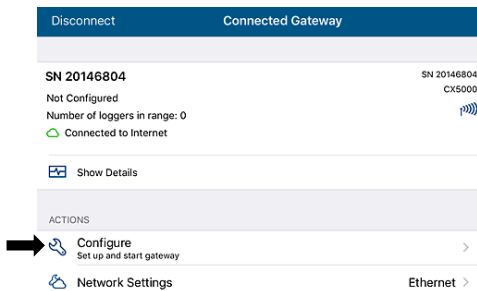 Disconnect Connected Gateway
SN 20146804 SN 20146804
Not Configured CX5000
Number of loggers in range: 0
Connected to Internet
Show Details
ACTIONS
Configure
Set up and start gateway
Network Settings Ethernet